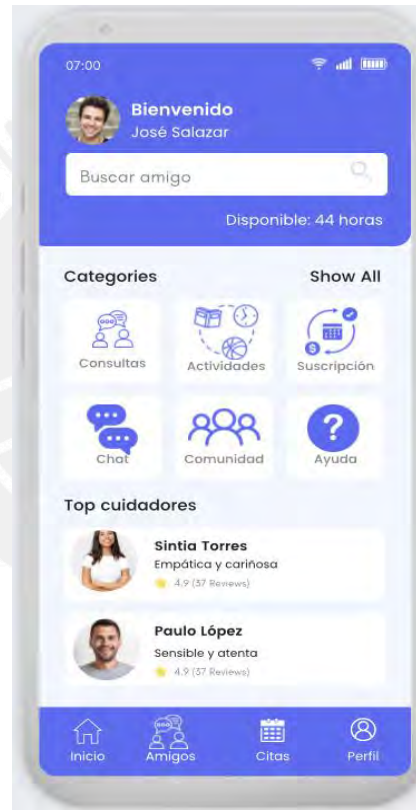 07:00
Bienvenido
José Salazar
Buscar amigo
Disponible: 44 horas
Categories Show All
Consultas Actividades Suscripción
Chat Comunidad Ayuda
Top cuidadores
Sintia Torres
Empática y cariñosa
4.9 (37 Reviews)
Paulo López
Sensible y atenta
4.9 (37 Reviews)
Inicio Amigos Citas Perfil